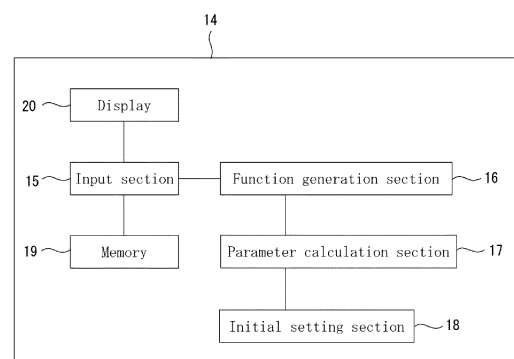 14
20 Display
15 Input section Function generation section 16
19 Memory Parameter calculation section 17
Initial setting section 18